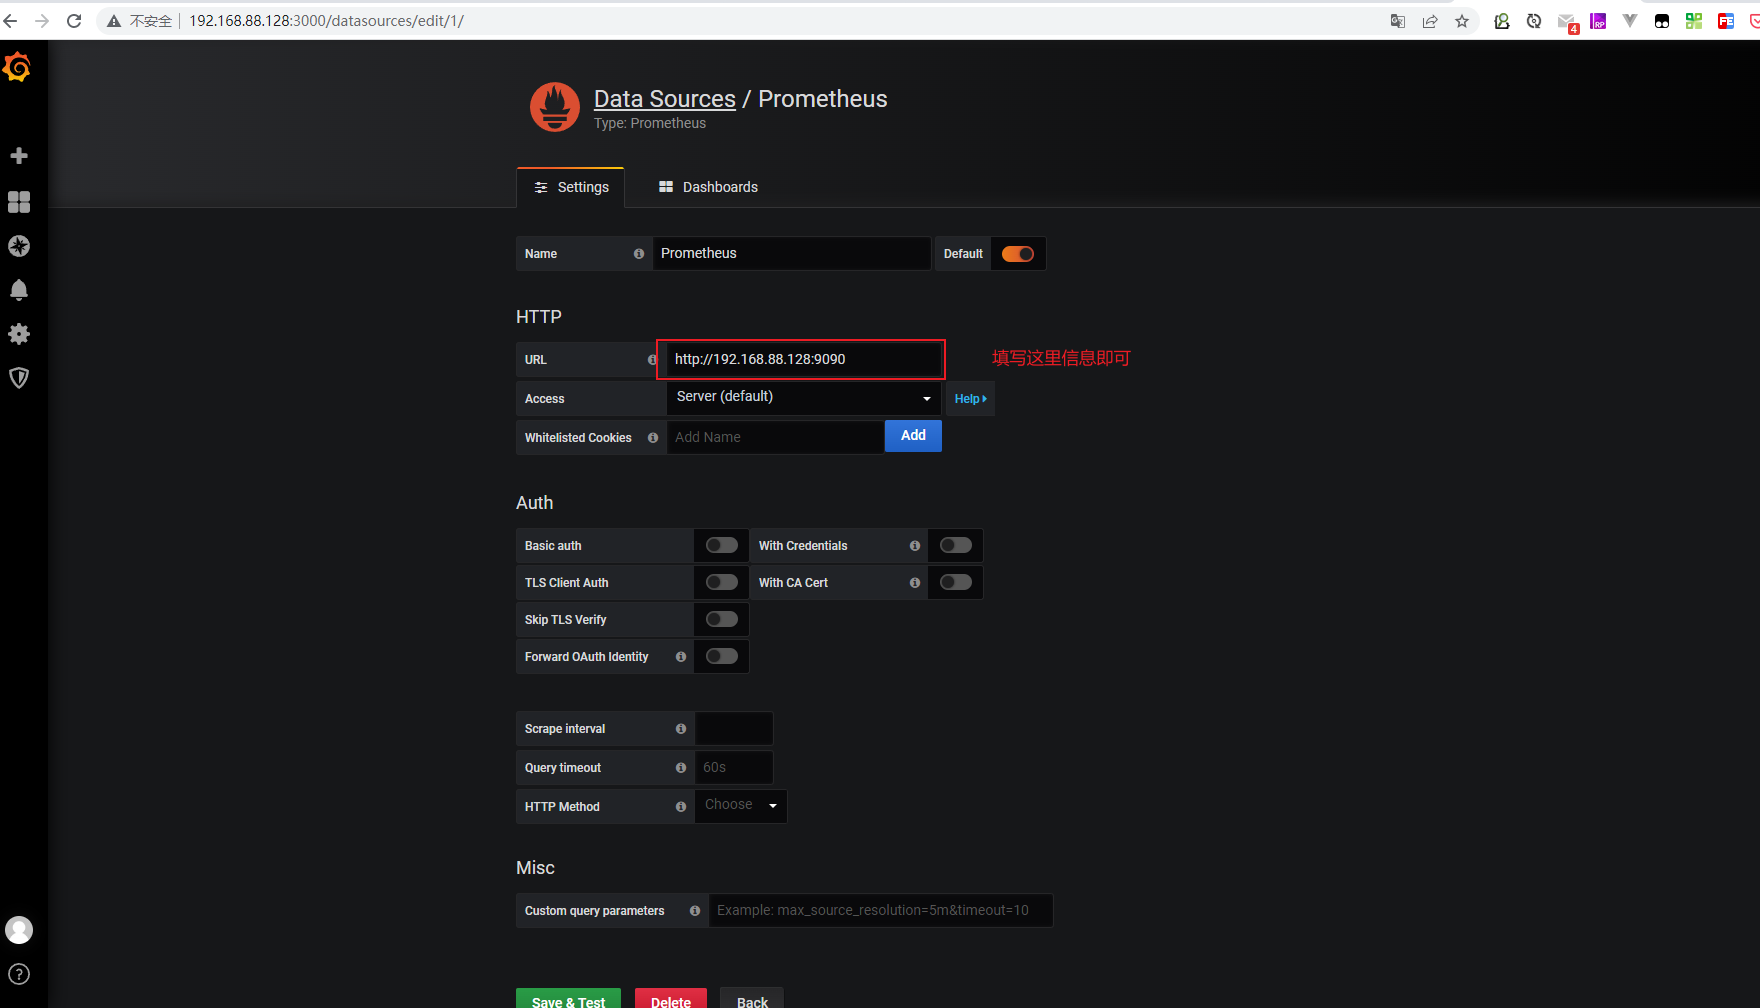 不安全 192.168.88.128:3000/datasources/edit/1/
4
RP
FE
Data Sources / Prometheus
Type: Prometheus
Settings
Dashboards
Name
Prometheus
Default
HTTP
URL
http://192.168.88.128:9090
填写这里信息即可
Access
Server (default)
Help
Whitelisted Cookies
Add Name
Add
Auth
Basic auth
With Credentials
TLS Client Auth
With CA Cert
Skip TLS Verify
Forward OAuth Identity
Scrape interval
Query timeout
60s
HTTP Method
Choose
Misc
Custom query parameters
Example: max_source_resolution=5m&timeout=10
Save & Test
Delete
Back